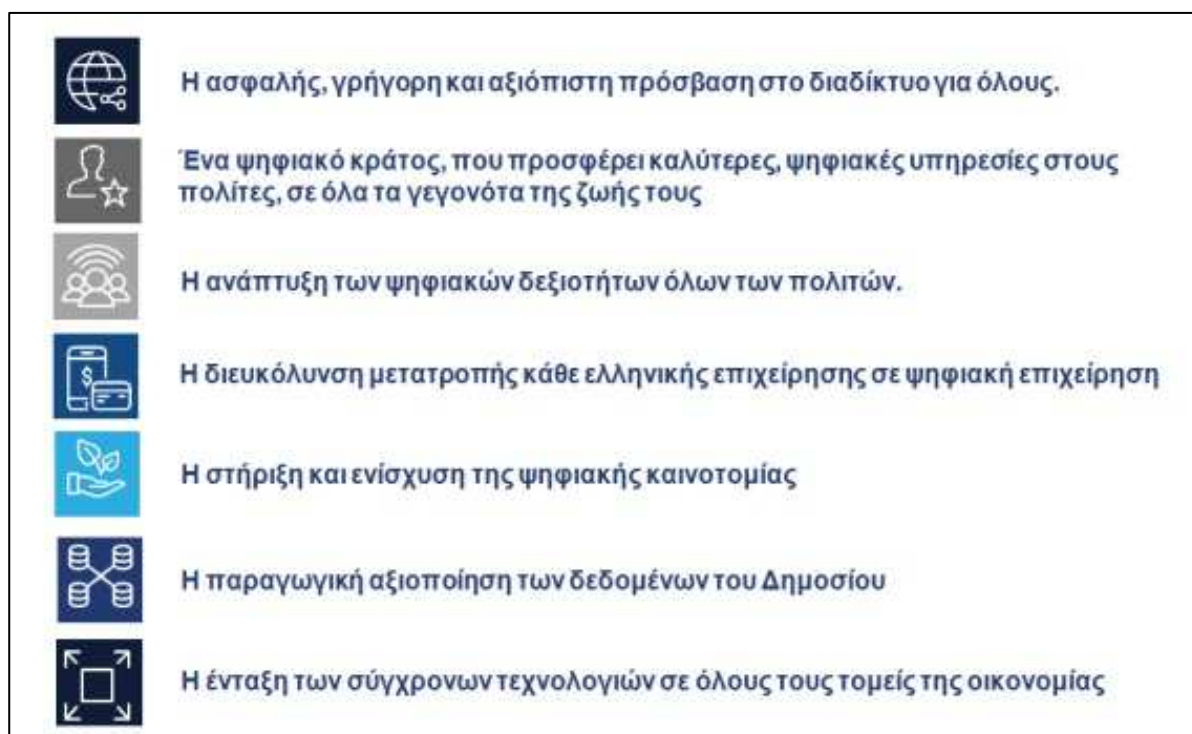 Η ασφαλής, γρήγορη και αξιόπιστη πρόσβαση στο διαδίκτυο για όλους.
Ένα ψηφιακό κράτος, που προσφέρει καλύτερες, ψηφιακές υπηρεσίες στους
πολίτες, σε όλα τα γεγονότα της ζωής τους
Η ανάπτυξη των ψηφιακών δεξιοτήτων όλων των πολιτών.
$
Η διευκόλυνση μετατροπής κάθε ελληνικής επιχείρησης σε ψηφιακή επιχείρηση
Η στήριξη και ενίσχυση της ψηφιακής καινοτομίας
Η παραγωγική αξιοποίηση των δεδομένων του Δημοσίου
Η ένταξη των σύγχρονων τεχνολογιών σε όλους τους τομείς της οικονομίας